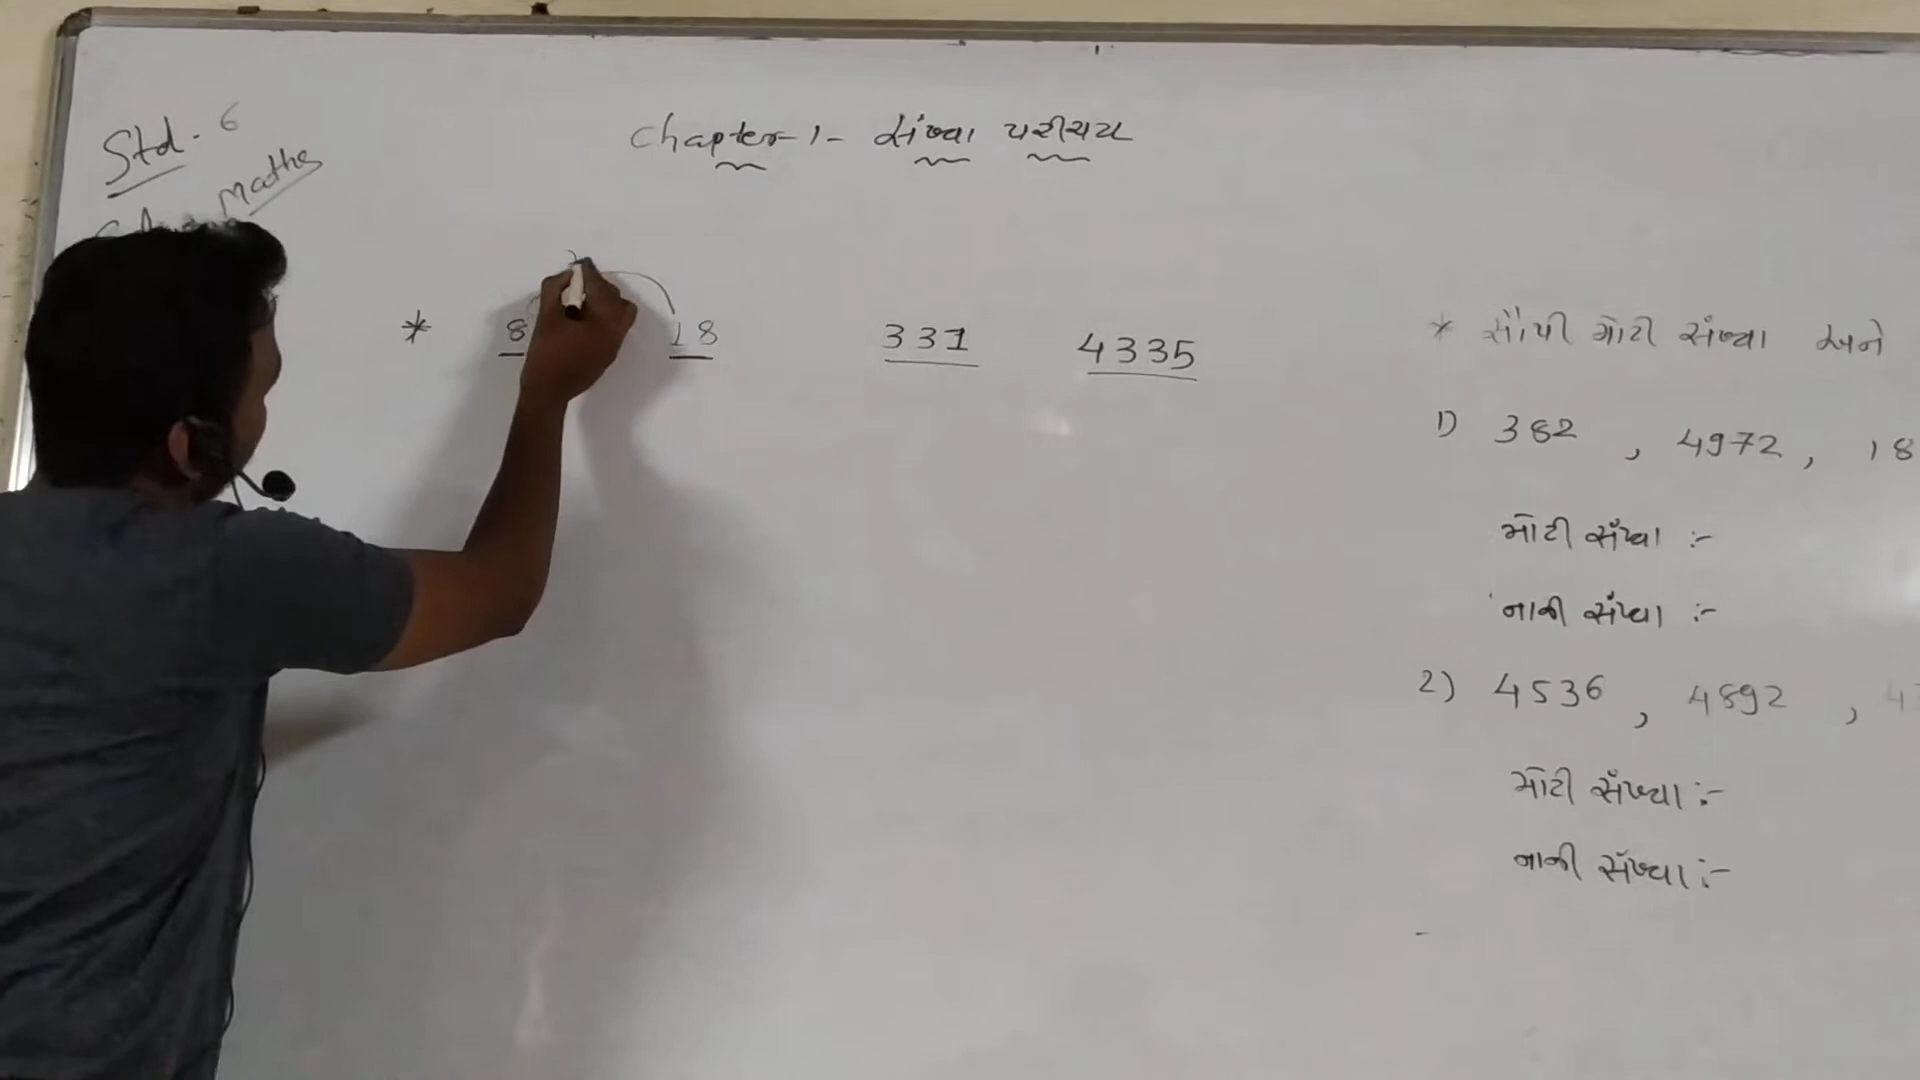 Std. 6
Maths
Chapter-1- સંખ્યા પરીચય
* 8 18 331 4335
* સૌથી મોટી સંખ્યા અને
1) 382 , 4972 , 18
મોટી સંખ્યા :-
નાની સંખ્યા :-
2) 4536 , 4892 ,
મોટી સંખ્યા :-
નાની સંખ્યા :-